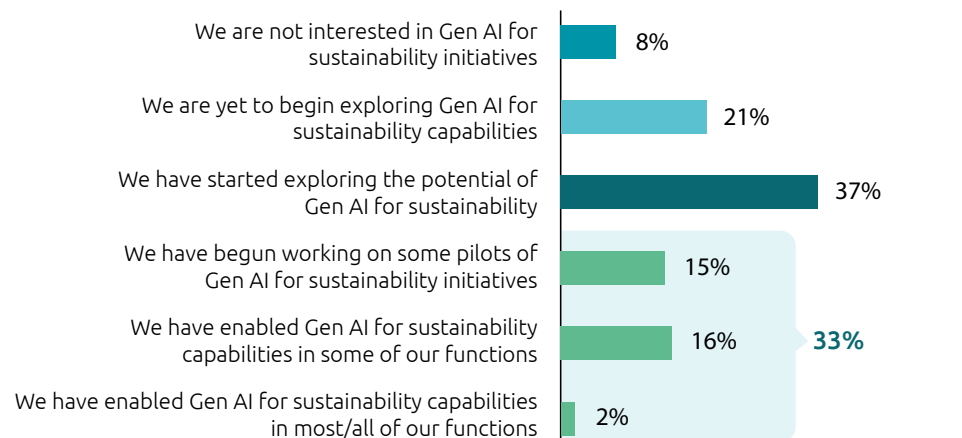 We are not interested in Gen AI for
sustainability initiatives
8%
We are yet to begin exploring Gen AI for
sustainability capabilities
21%
We have started exploring the potential of
Gen AI for sustainability
37%
We have begun working on some pilots of
Gen AI for sustainability initiatives
15%
We have enabled Gen AI for sustainability
capabilities in some of our functions
16%
33%
We have enabled Gen AI for sustainability capabilities
in most/all of our functions
2%